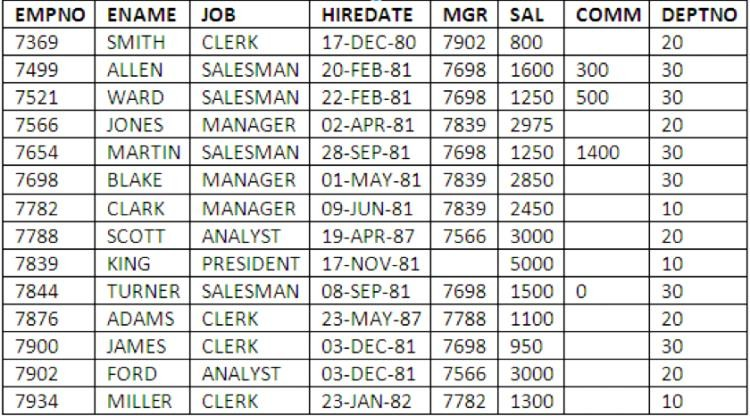 EMPNO ENAME JOB HIREDATE MGR SAL COMM DEPTNO
7369 SMITH CLERK 17-DEC-80 7902 800 20
7499 ALLEN SALESMAN 20-FEB-81 7698 1600 300 30
7521 WARD SALESMAN 22-FEB-81 7698 1250 500 30
7566 JONES MANAGER 02-APR-81 7839 2975 20
7654 MARTIN SALESMAN 28-SEP-81 7698 1250 1400 30
7698 BLAKE MANAGER 01-MAY-81 7839 2850 30
7782 CLARK MANAGER 09-JUN-81 7839 2450 10
7788 SCOTT ANALYST 19-APR-87 7566 3000 20
7839 KING PRESIDENT 17-NOV-81 5000 10
7844 TURNER SALESMAN 08-SEP-81 7698 1500 0 30
7876 ADAMS CLERK 23-MAY-87 7788 1100 20
7900 JAMES CLERK 03-DEC-81 7698 950 30
7902 FORD ANALYST 03-DEC-81 7566 3000 20
7934 MILLER CLERK 23-JAN-82 7782 1300 10